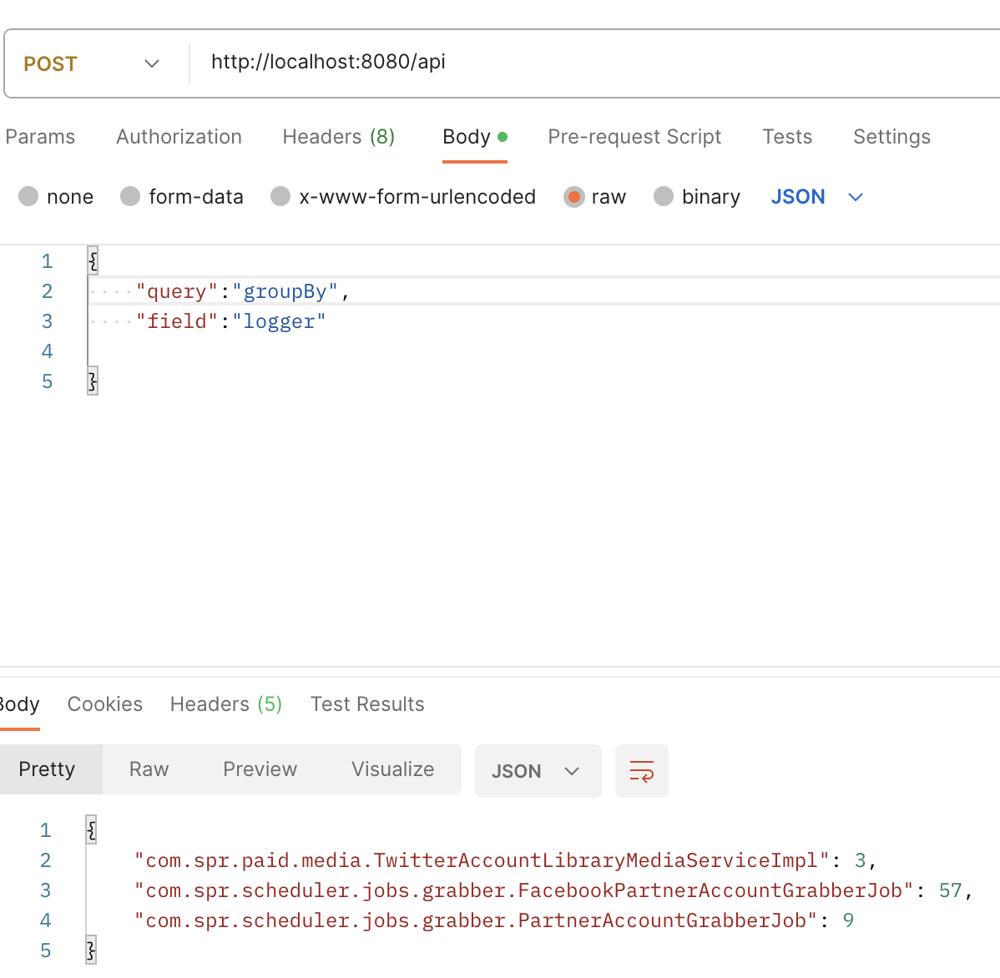 POST http://localhost:8080/api
Params Authorization Headers (8) Body Pre-request Script Tests Settings
none form-data x-www-form-urlencoded raw binary JSON
1 {
2 "query":"groupBy",
3 "field":"logger"
4
5 }
Body Cookies Headers (5) Test Results
Pretty Raw Preview Visualize JSON
1 {
2 "com.spr.paid.media.TwitterAccountLibraryMediaServiceImpl": 3,
3 "com.spr.scheduler.jobs.grabber.FacebookPartnerAccountGrabberJob": 57,
4 "com.spr.scheduler.jobs.grabber.PartnerAccountGrabberJob": 9
5 }